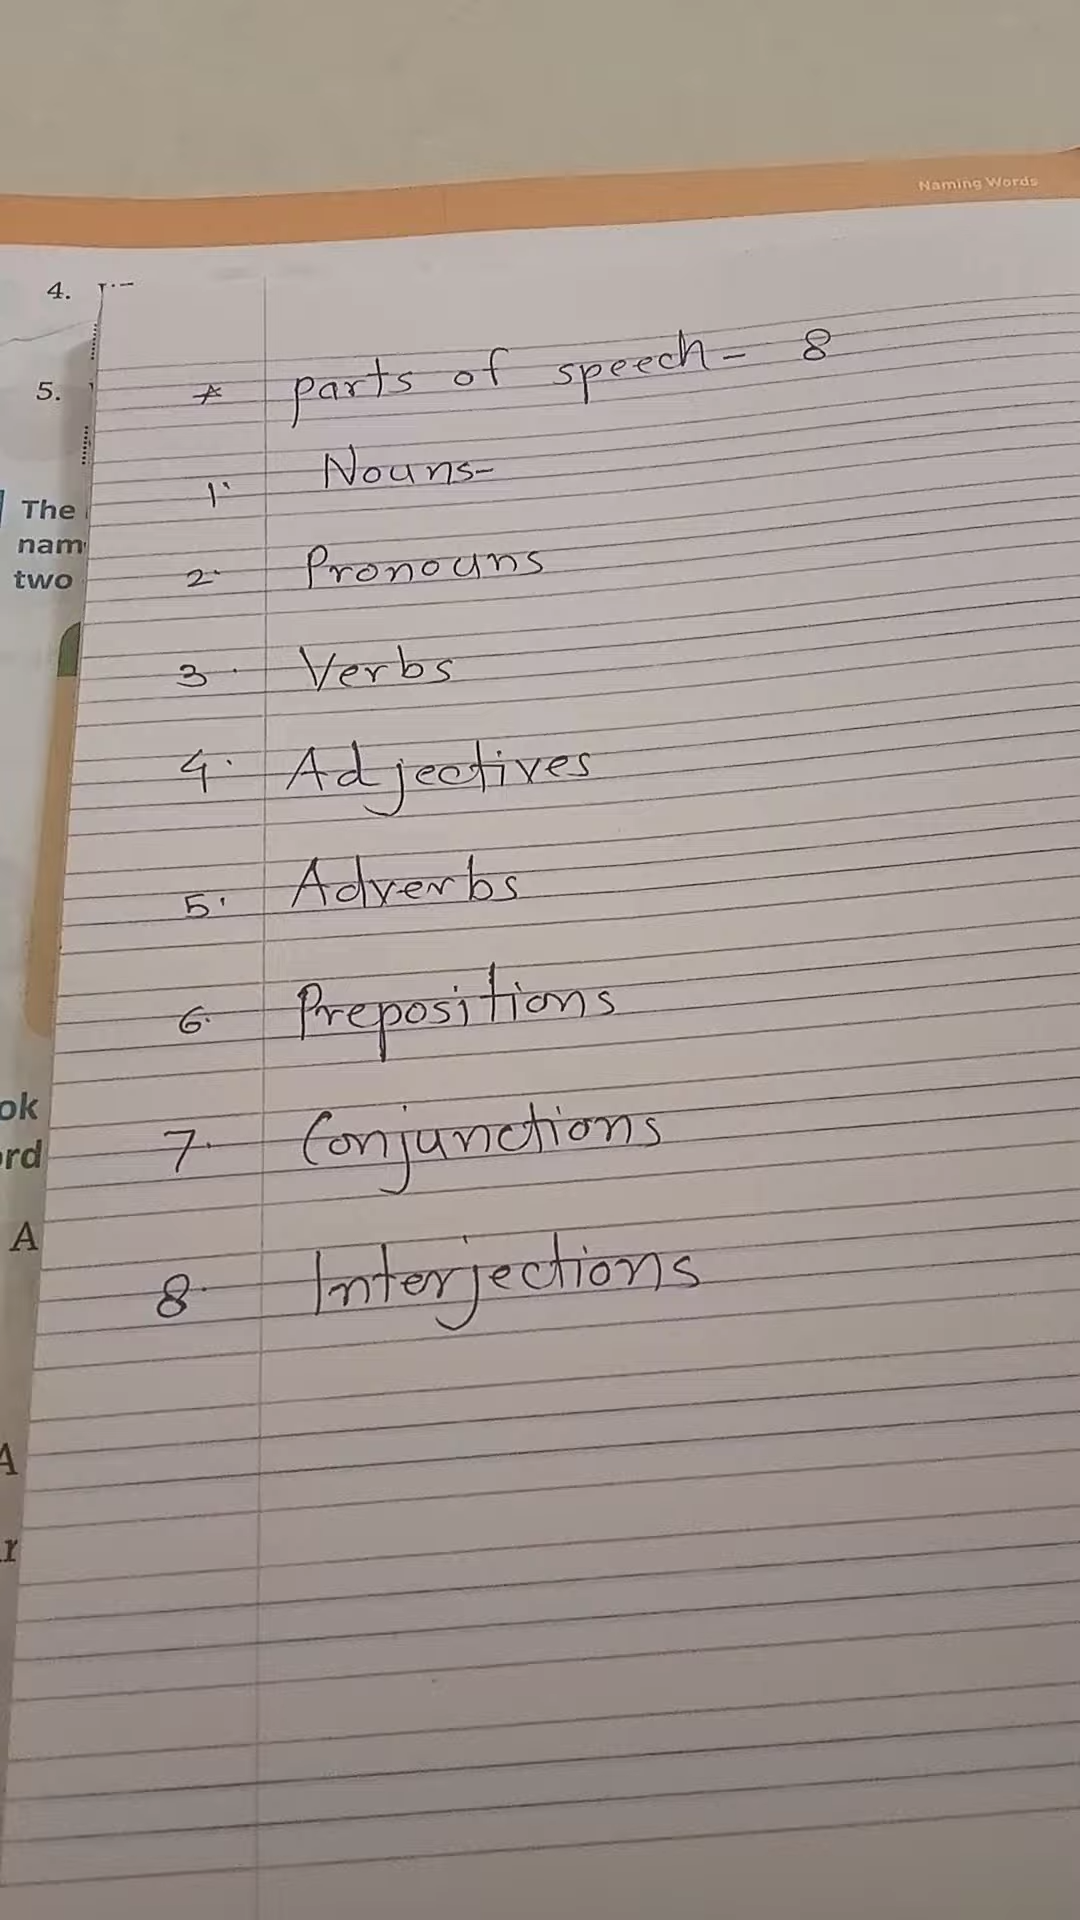 Naming Words
4.
5.
* parts of speech - 8
1. Nouns-
The
nam
2. Pronouns
two
3. Verbs
4. Adjectives
5. Adverbs
6. Prepositions
ok
7. Conjunctions
rd
A
8. Interjections
A
r